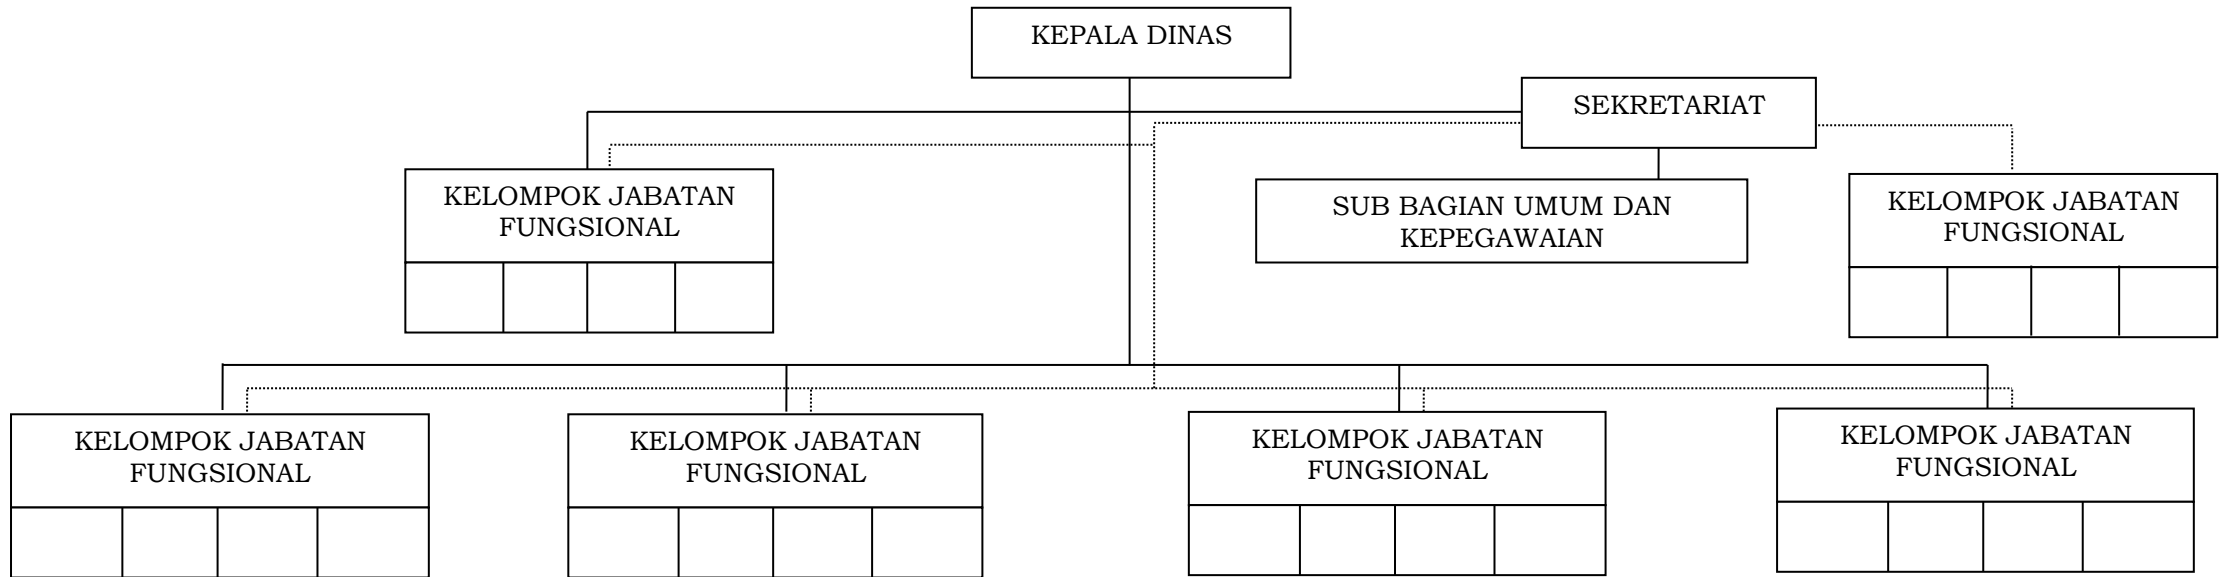 KEPALA DINAS
SEKRETARIAT
KELOMPOK JABATAN
FUNGSIONAL
SUB BAGIAN UMUM DAN
KEPEGAWAIAN
KELOMPOK JABATAN
FUNGSIONAL
KELOMPOK JABATAN
FUNGSIONAL
KELOMPOK JABATAN
FUNGSIONAL
KELOMPOK JABATAN
FUNGSIONAL
KELOMPOK JABATAN
FUNGSIONAL